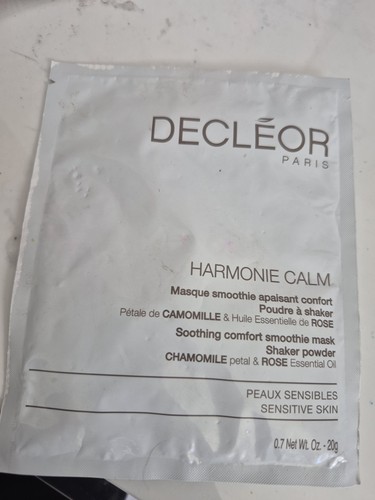 DECLÉOR
PARIS
HARMONIE CALM
Masque smoothie apaisant confort
Poudre à shaker
Pétale de CAMOMILLE & Huile Essentielle de ROSE
Soothing comfort smoothie mask
Shaker powder
CHAMOMILE petal & ROSE Essential Oil
PEAUX SENSIBLES
SENSITIVE SKIN
0.7 Net Wt. Oz. - 20g